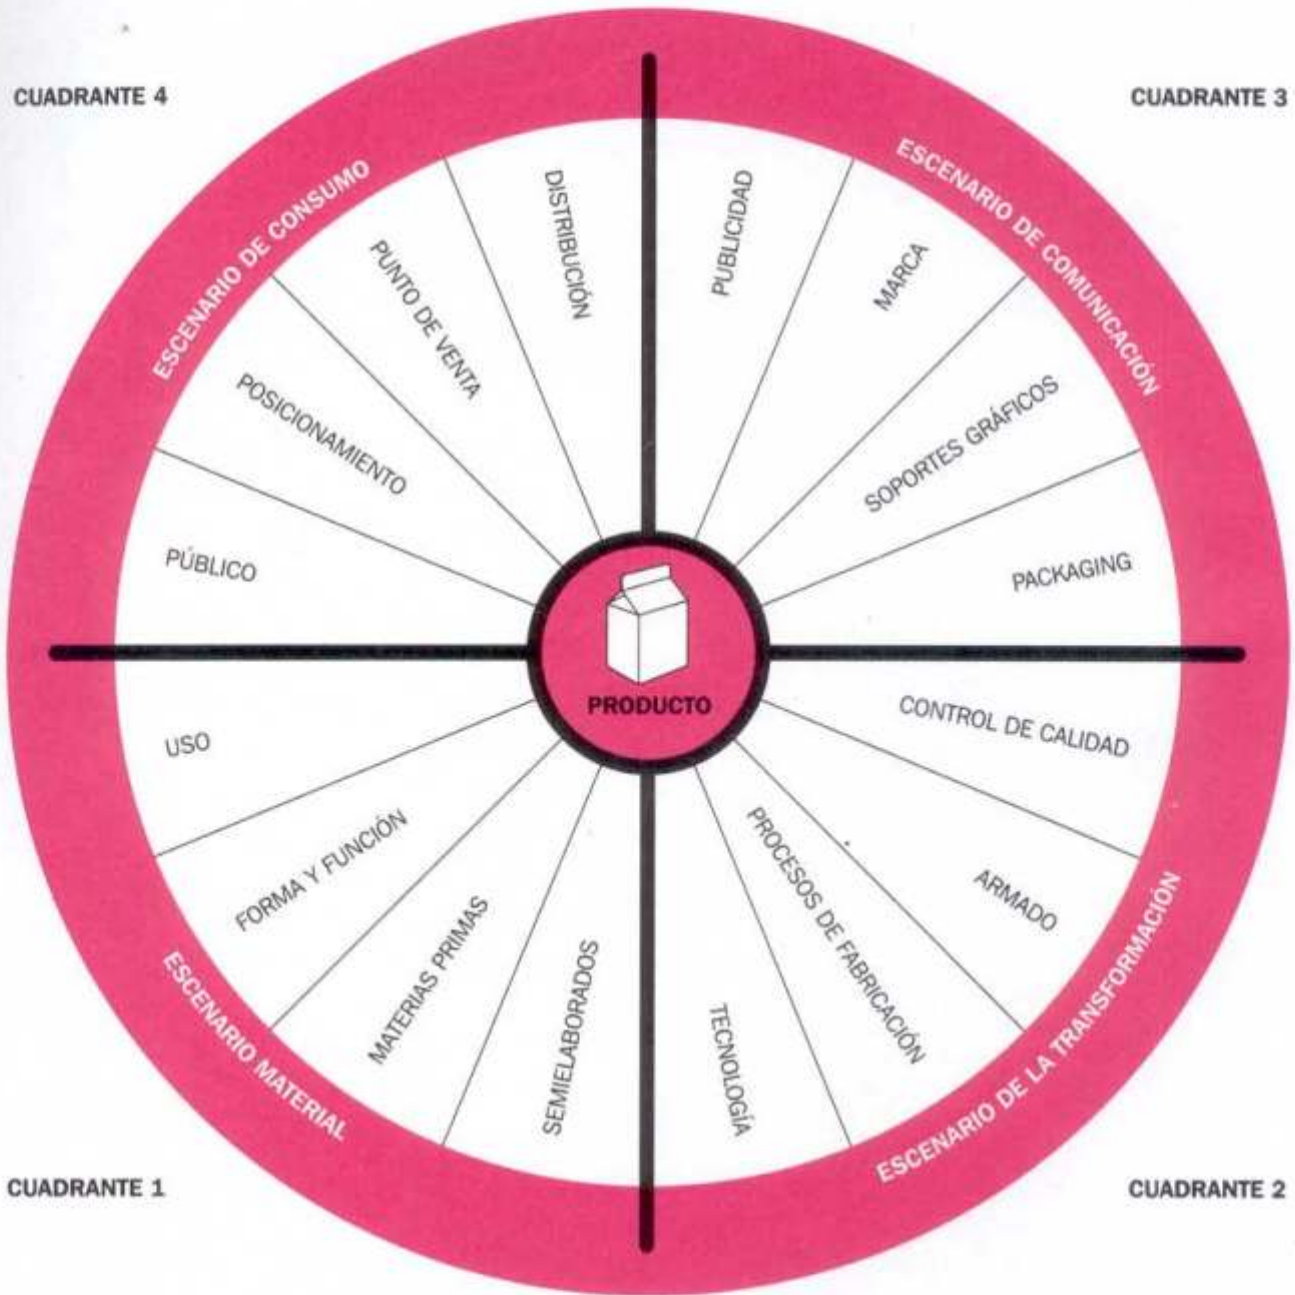 CUADRANTE 4
CUADRANTE 3
ESCENARIO DE CONSUMO
DISTRIBUCIÓN
PUNTO DE VENTA
POSICIONAMIENTO
PÚBLICO
ESCENARIO DE COMUNICACIÓN
PUBLICIDAD
MARCA
SOPORTES GRÁFICOS
PACKAGING
PRODUCTO
USO
FORMA Y FUNCIÓN
MATERIAS PRIMAS
SEMIELABORADOS
ESCENARIO MATERIAL
CONTROL DE CALIDAD
ARMADO
PROCESOS DE FABRICACIÓN
TECNOLOGÍA
ESCENARIO DE LA TRANSFORMACIÓN
CUADRANTE 1
CUADRANTE 2